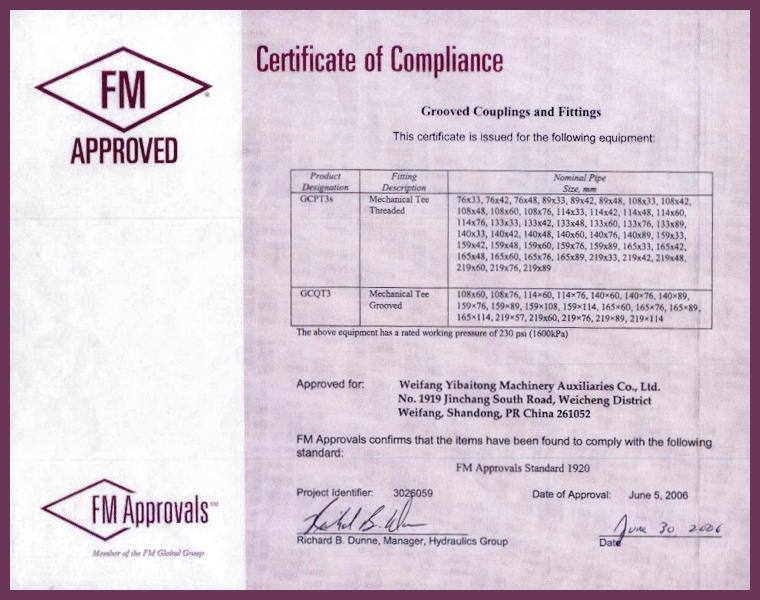 FM
®
APPROVED
Certificate of Compliance
Grooved Couplings and Fittings
This certificate is issued for the following equipment:
Product Designation Fitting Description Nominal Pipe Size, mm
GCPT3s Mechanical Tee Threaded
76x33, 76x42, 76x48, 89x33, 89x42, 89x48, 108x33, 108x42,
108x48, 108x60, 108x76, 114x33, 114x42, 114x48, 114x60,
114x76, 133x33, 133x42, 133x48, 133x60, 133x76, 133x89,
140x33, 140x42, 140x48, 140x60, 140x76, 140x89, 159x33,
159x42, 159x48, 159x60, 159x76, 159x89, 165x33, 165x42,
165x48, 165x60, 165x76, 165x89, 219x33, 219x42, 219x48,
219x60, 219x76, 219x89
GCQT3 Mechanical Tee Grooved
108x60, 108x76, 114×60, 114×76, 140×60, 140×76, 140×89,
159×76, 159×89, 159×108, 159×114, 165×60, 165×76, 165×89,
165×114, 219×57, 219x60, 219×76, 219×89, 219×114
The above equipment has a rated working pressure of 230 psi (1600kPa)
Approved for: Weifang Yibaitong Machinery Auxiliaries Co., Ltd.
No. 1919 Jinchang South Road, Weicheng District
Weifang, Shandong, PR China 261052
FM Approvals confirms that the items have been found to comply with the following
standard:
FM Approvals Standard 1920
Project Identifier: 3026059 Date of Approval: June 5, 2006
June 30, 2006
Richard B. Dunne, Manager, Hydraulics Group Date
FM Approvals™
Member of the FM Global Group